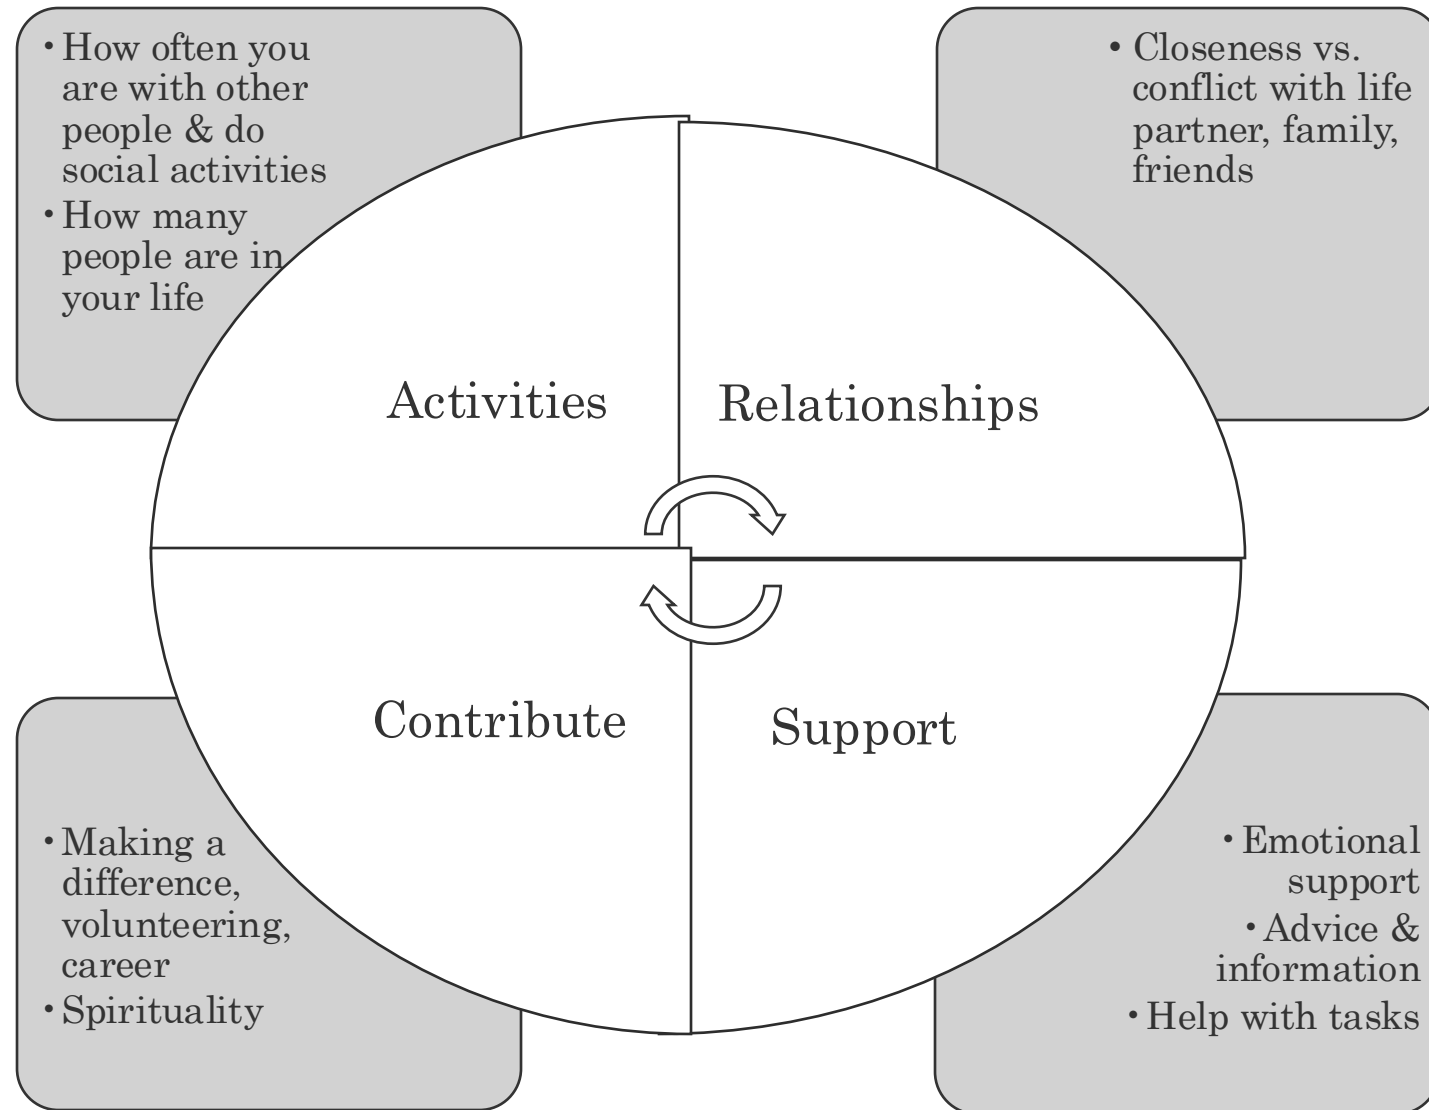 • How often you
are with other
people & do
social activities
• How many
people are in
your life
• Closeness vs.
conflict with life
partner, family,
friends
Activities
Relationships
Contribute
Support
• Making a
difference,
volunteering,
career
• Spirituality
• Emotional
support
• Advice &
information
• Help with tasks